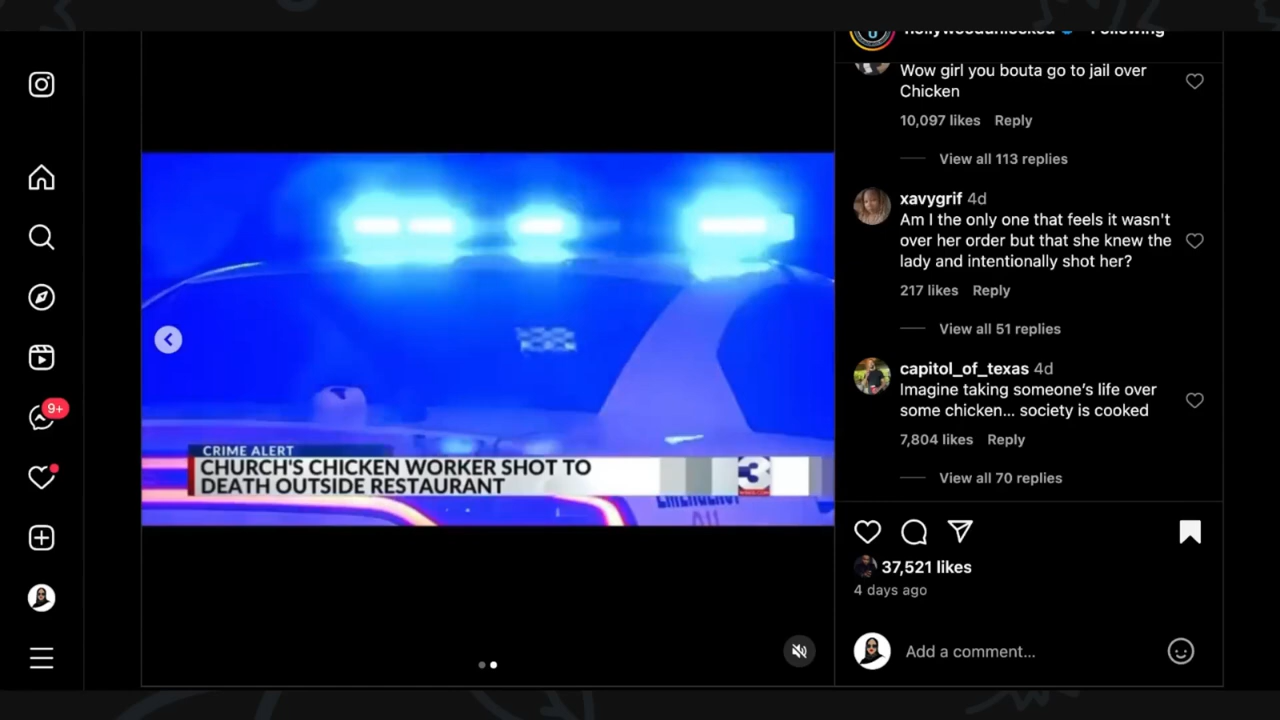 hollywoodunlocked Following
Wow girl you bouta go to jail over
Chicken
10,097 likes Reply
View all 113 replies
xavygrif 4d
Am I the only one that feels it wasn't
over her order but that she knew the
lady and intentionally shot her?
217 likes Reply
View all 51 replies
capitol_of_texas 4d
Imagine taking someone’s life over
some chicken... society is cooked
7,804 likes Reply
View all 70 replies
37,521 likes
4 days ago
Add a comment...
9+
CRIME ALERT
CHURCH'S CHICKEN WORKER SHOT TO
DEATH OUTSIDE RESTAURANT
3
EMERGENCY
911